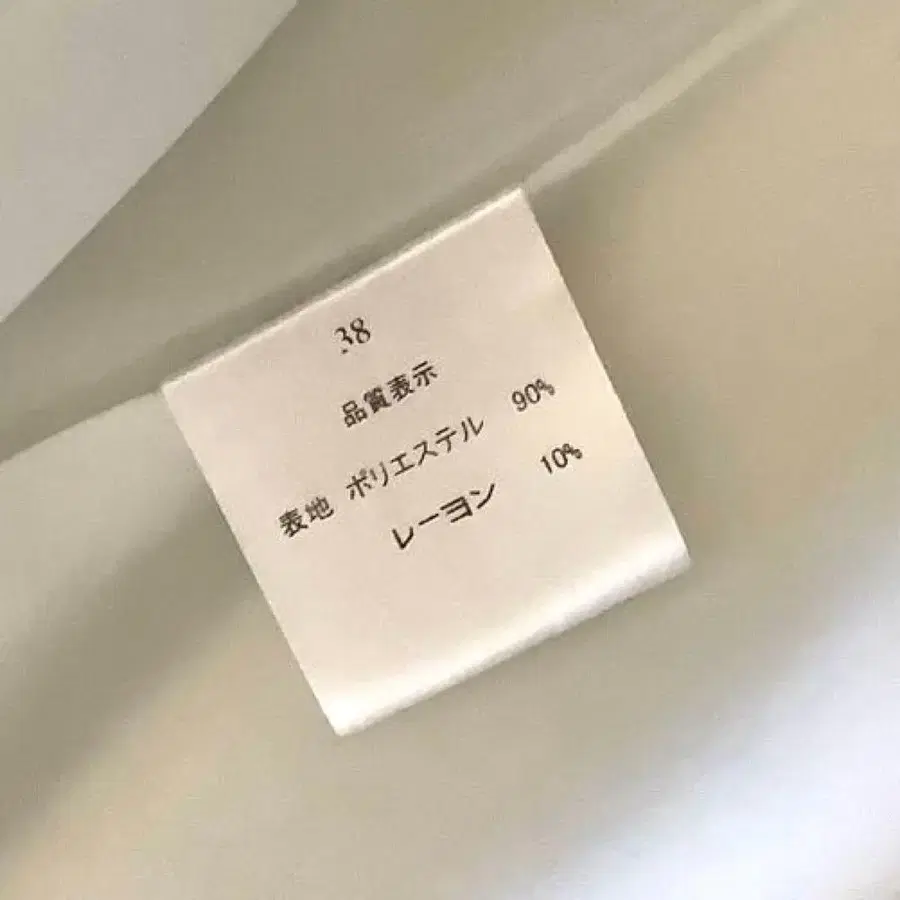 38
品質表示
表地 ポリエステル 90%
レーヨン 10%